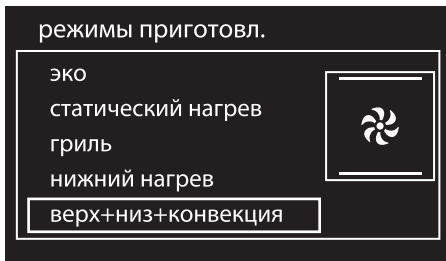 режимы приготовл.
эко
статический нагрев
гриль
нижний нагрев
верх+низ+конвекция